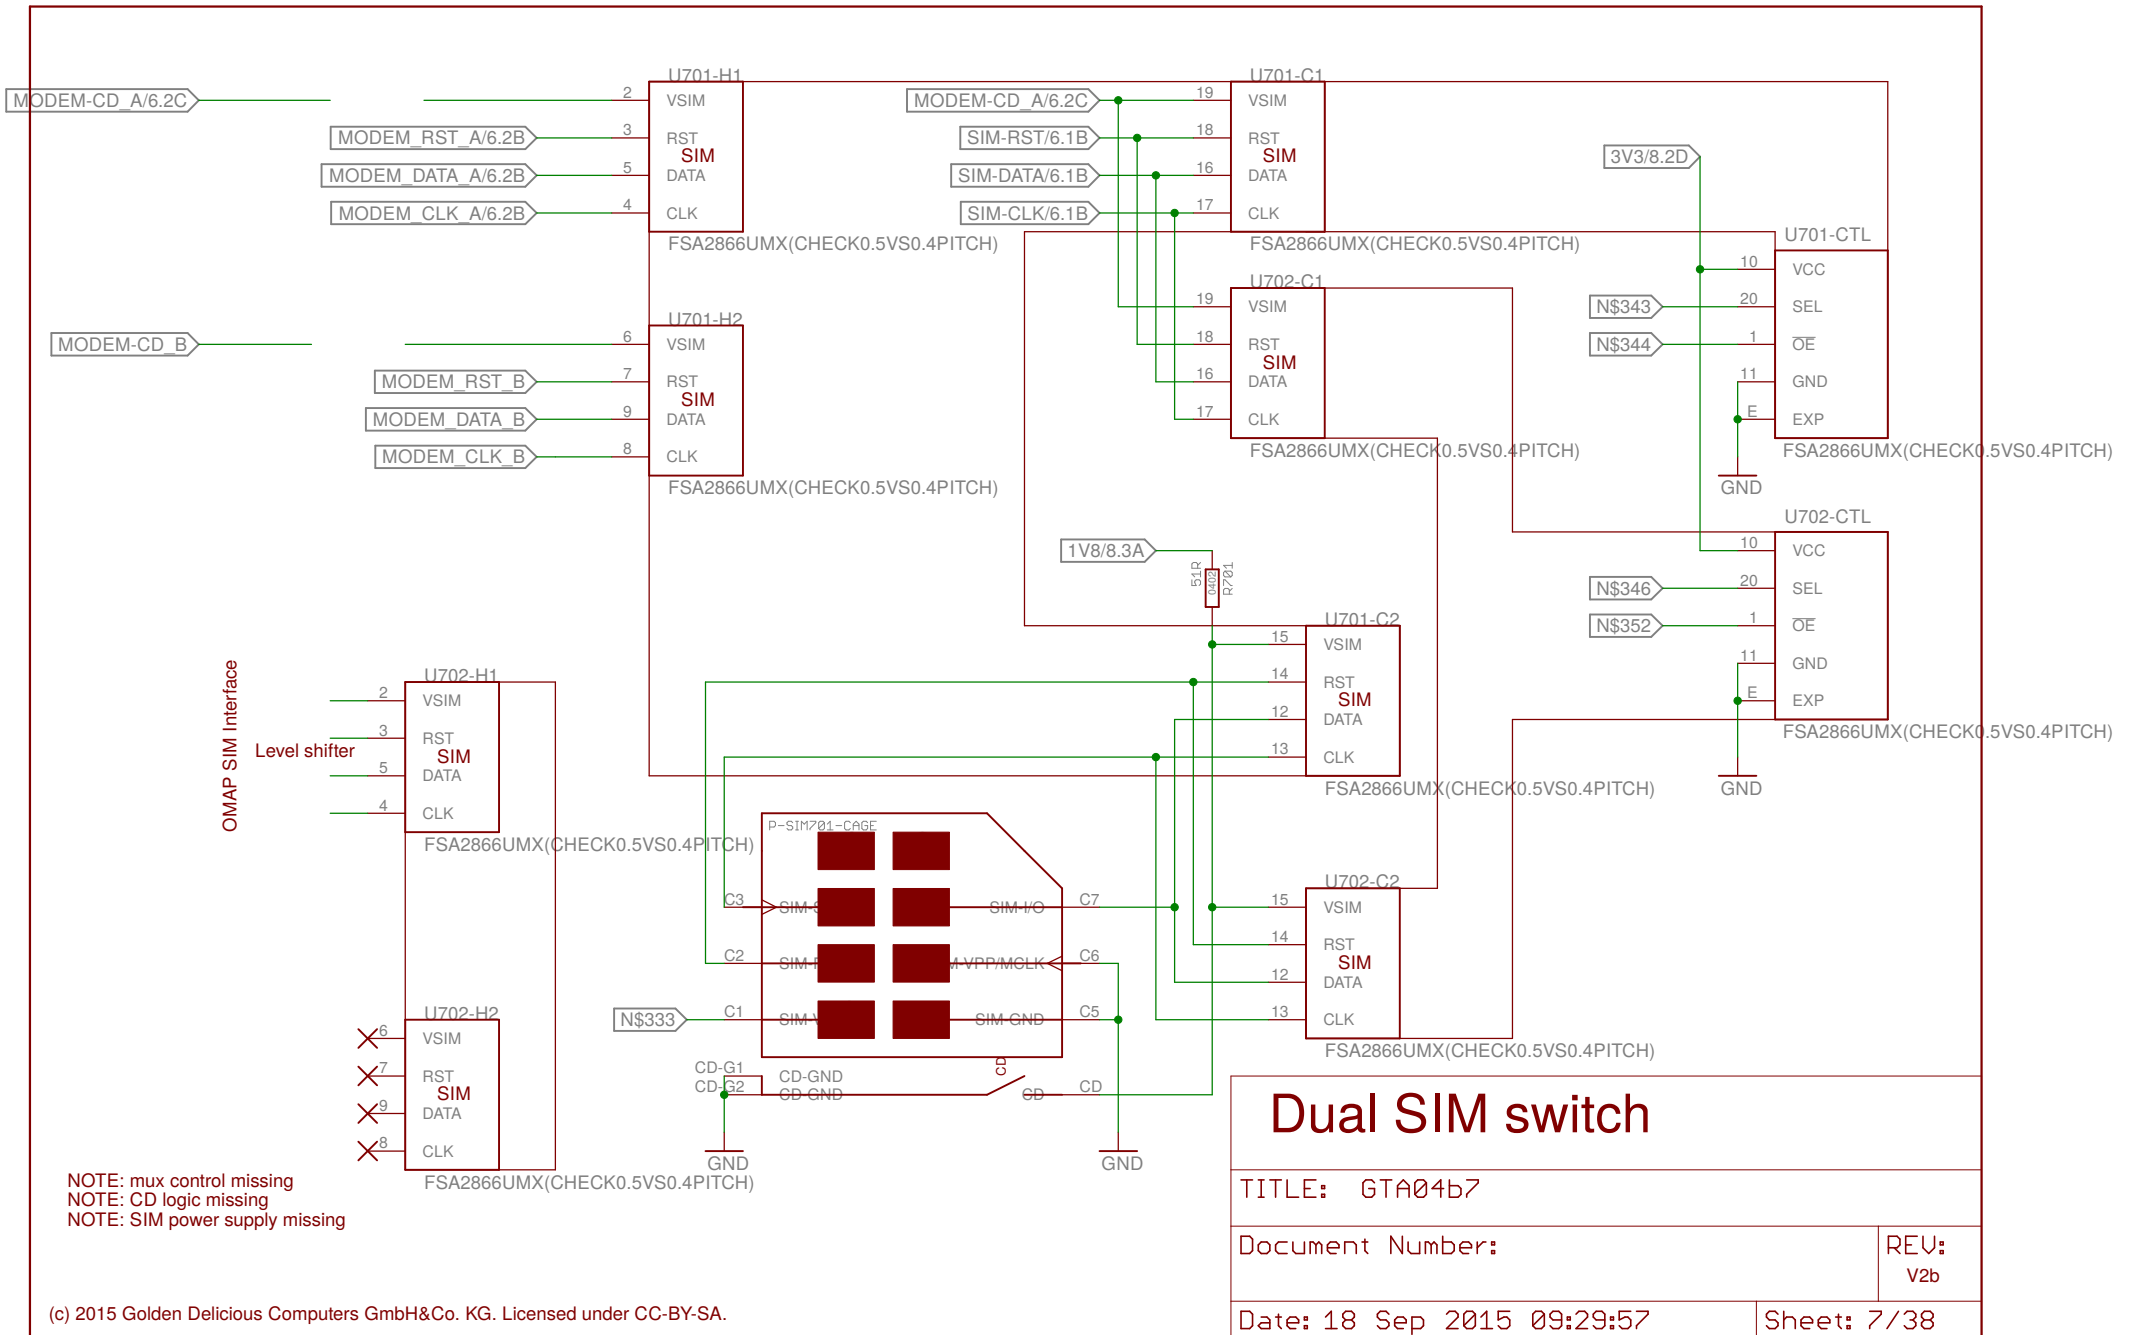 U701-H1
MODEM-CD_A/6.2C
2 VSIM
MODEM_RST_A/6.2B
3 RST
SIM
MODEM_DATA_A/6.2B
5 DATA
MODEM_CLK_A/6.2B
4 CLK
FSA2866UMX(CHECK0.5VS0.4PITCH)
U701-H2
MODEM-CD_B
6 VSIM
MODEM_RST_B
7 RST
SIM
MODEM_DATA_B
9 DATA
MODEM_CLK_B
8 CLK
FSA2866UMX(CHECK0.5VS0.4PITCH)
U701-C1
MODEM-CD_A/6.2C
19 VSIM
SIM-RST/6.1B
18 RST
SIM
SIM-DATA/6.1B
16 DATA
SIM-CLK/6.1B
17 CLK
FSA2866UMX(CHECK0.5VS0.4PITCH)
U702-C1
19 VSIM
18 RST
SIM
16 DATA
17 CLK
FSA2866UMX(CHECK0.5VS0.4PITCH)
3V3/8.2D
U701-CTL
10 VCC
N$343
20 SEL
N$344
1 OE
11 GND
E EXP
FSA2866UMX(CHECK0.5VS0.4PITCH)
GND
U702-CTL
10 VCC
N$346
20 SEL
N$352
1 OE
11 GND
E EXP
FSA2866UMX(CHECK0.5VS0.4PITCH)
GND
1V8/8.3A
51R
0402
R701
U701-C2
15 VSIM
14 RST
SIM
12 DATA
13 CLK
FSA2866UMX(CHECK0.5VS0.4PITCH)
U702-C2
15 VSIM
14 RST
SIM
12 DATA
13 CLK
FSA2866UMX(CHECK0.5VS0.4PITCH)
OMAP SIM Interface
Level shifter
U702-H1
2 VSIM
3 RST
SIM
5 DATA
4 CLK
FSA2866UMX(CHECK0.5VS0.4PITCH)
U702-H2
6 VSIM
7 RST
SIM
9 DATA
8 CLK
FSA2866UMX(CHECK0.5VS0.4PITCH)
P-SIM701-CAGE
C3
SIM-I/O C7
C2
-VPP/MCLK C6
N$333
C1
SIM-GND C5
CD
CD-G1 CD-GND
CD-G2 CD-GND
CD CD
GND
GND
NOTE: mux control missing
NOTE: CD logic missing
NOTE: SIM power supply missing
(c) 2015 Golden Delicious Computers GmbH&Co. KG. Licensed under CC-BY-SA.
Dual SIM switch
TITLE: GTA04b7
Document Number:
REV:
V2b
Date: 18 Sep 2015 09:29:57
Sheet: 7/38